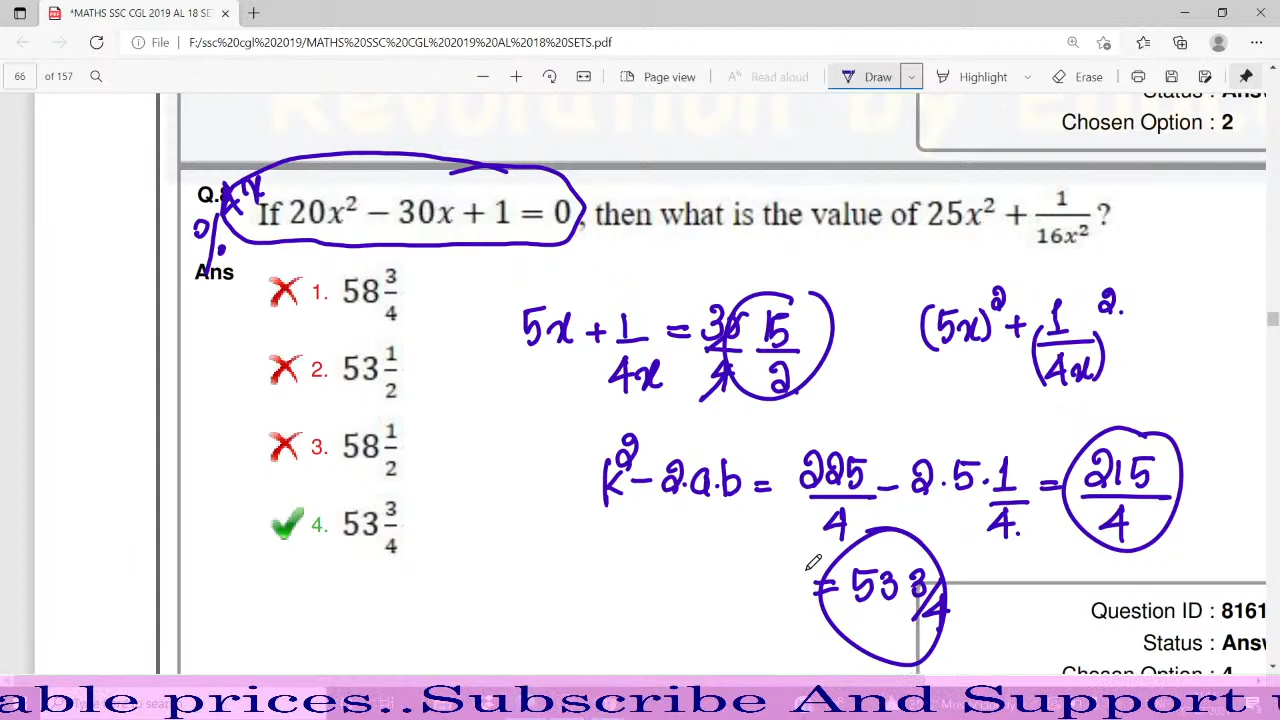 *MATHS SSC CGL 2019 AL 18 SET
File F:/ssc%20cgl%202019/MATHS%20SSC%20CGL%202019%20AL%2018%20SETS.pdf
66 of 157 Page view Read aloud Draw Highlight Erase
Chosen Option : 2
If 20x² − 30x + 1 = 0, then what is the value of 25x² + 1/16x² ?
Ans
1. 58 3/4
2. 53 1/2
3. 58 1/2
4. 53 3/4
5x + 1/4x = 30/4 15/2
(5x)² + (1/4x)²
k² - 2.a.b = 225/4 - 2.5.1/4. = 215/4
= 53 3/4
Question ID : 8161
Status : Answ
Chosen Option : 4
able prices..Subscribe And Support u